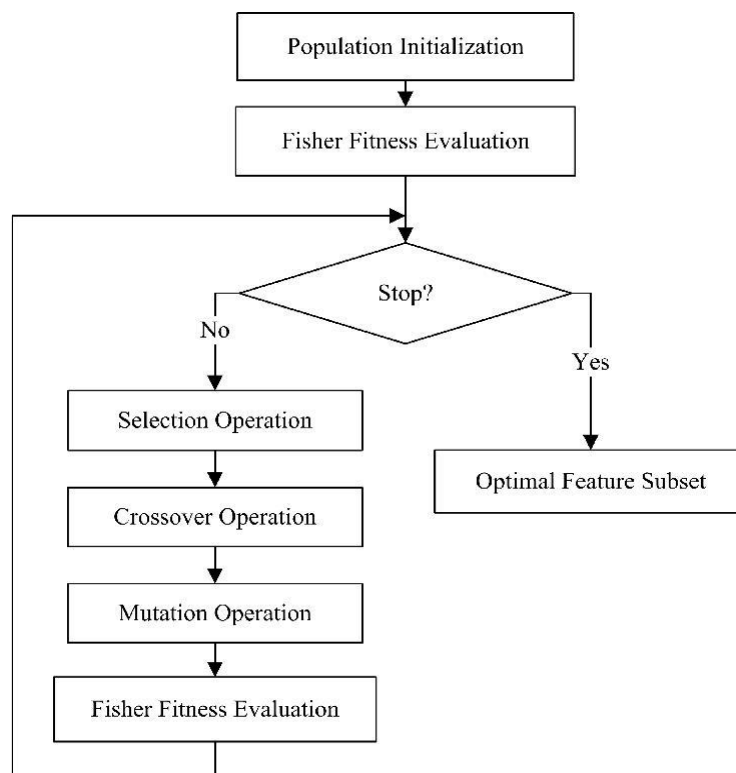 Population Initialization
Fisher Fitness Evaluation
Stop?
No
Yes
Selection Operation
Optimal Feature Subset
Crossover Operation
Mutation Operation
Fisher Fitness Evaluation